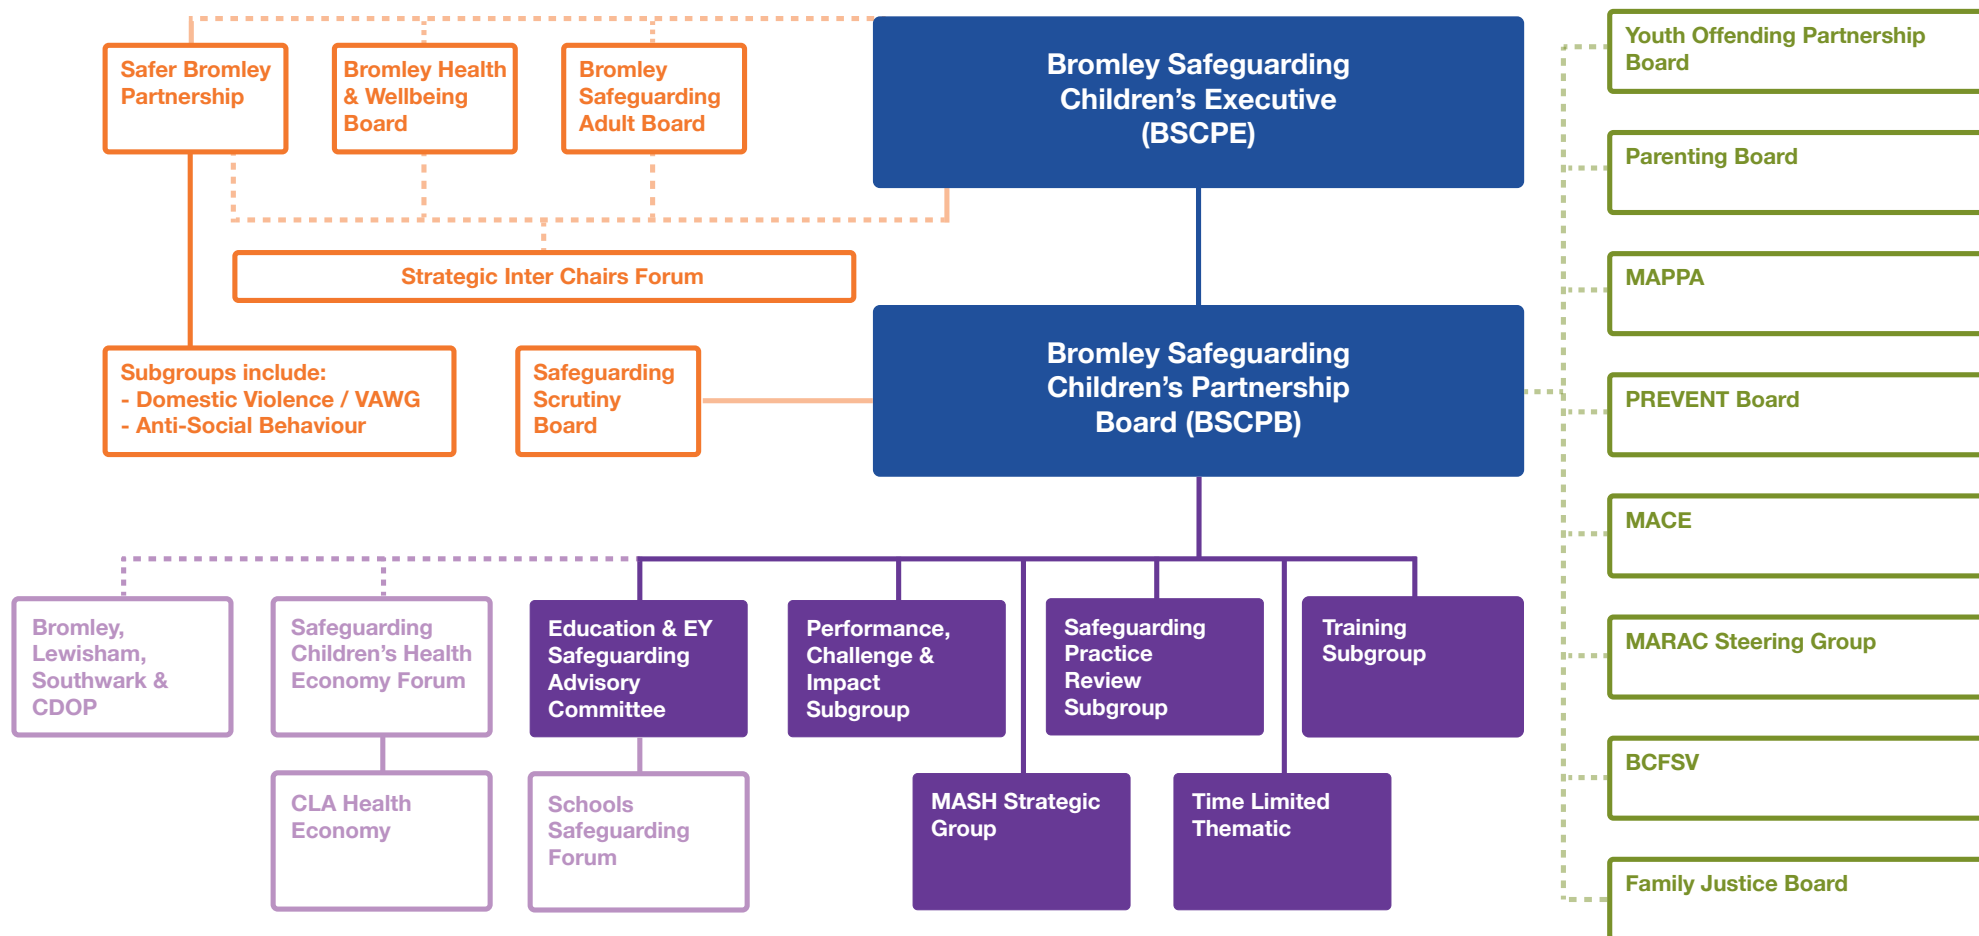 Safer Bromley
Partnership
Bromley Health
& Wellbeing
Board
Bromley
Safeguarding
Adult Board
Bromley Safeguarding
Children’s Executive
(BSCPE)
Strategic Inter Chairs Forum
Subgroups include:
- Domestic Violence / VAWG
- Anti-Social Behaviour
Safeguarding
Scrutiny
Board
Bromley Safeguarding
Children’s Partnership
Board (BSCPB)
Bromley,
Lewisham,
Southwark &
CDOP
Safeguarding
Children’s Health
Economy Forum
Education & EY
Safeguarding
Advisory
Committee
Performance,
Challenge &
Impact
Subgroup
Safeguarding
Practice
Review
Subgroup
Training
Subgroup
CLA Health
Economy
Schools
Safeguarding
Forum
MASH Strategic
Group
Time Limited
Thematic
Youth Offending Partnership
Board
Parenting Board
MAPPA
PREVENT Board
MACE
MARAC Steering Group
BCFSV
Family Justice Board